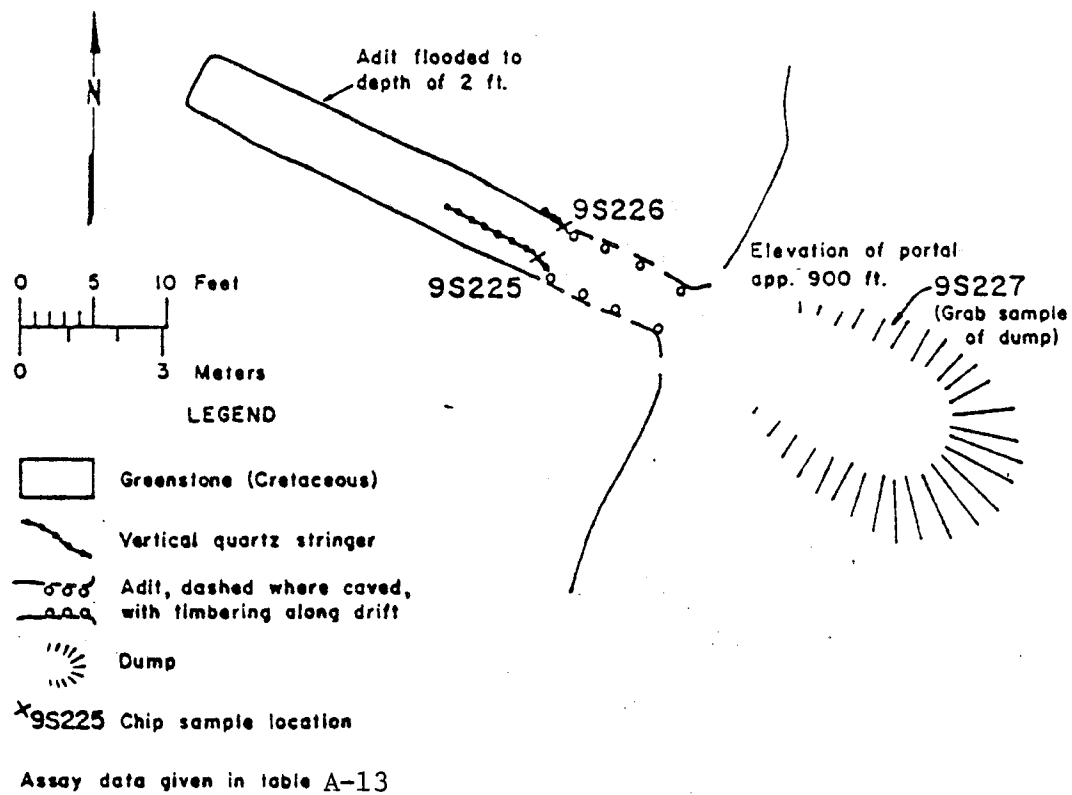 Adit flooded to
depth of 2 ft.
N
9S226
Elevation of portal
app. 900 ft.
9S225
9S227
(Grab sample
of dump)
0 5 10 Feet
0 3 Meters
LEGEND
Greenstone (Cretaceous)
Vertical quartz stringer
Adit, dashed where caved,
with timbering along drift
Dump
×9S225 Chip sample location
Assay data given in table A-13